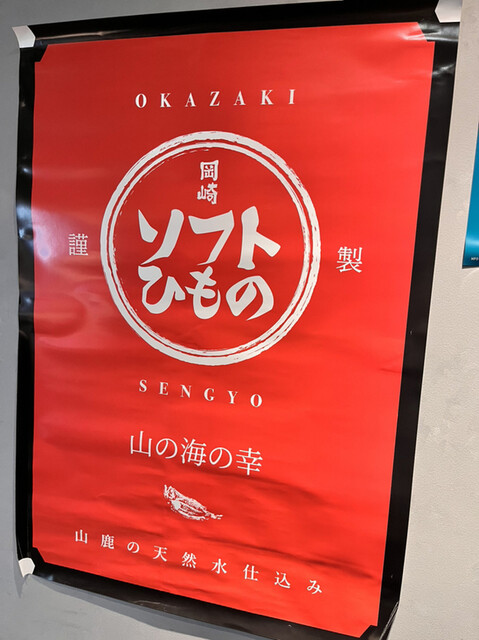 OKAZAKI
岡崎
ソフト
ひもの
謹製
SENGYO
山の海の幸
山鹿の天然水仕込み